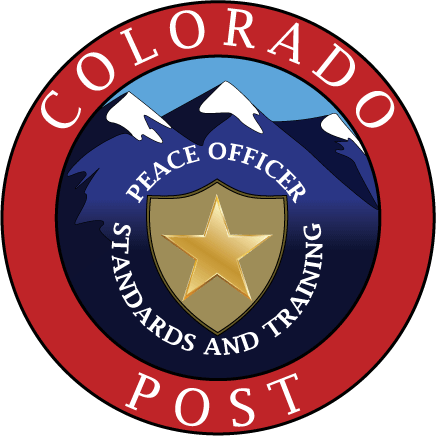 COLORADO
PEACE OFFICER
STANDARDS AND TRAINING
POST